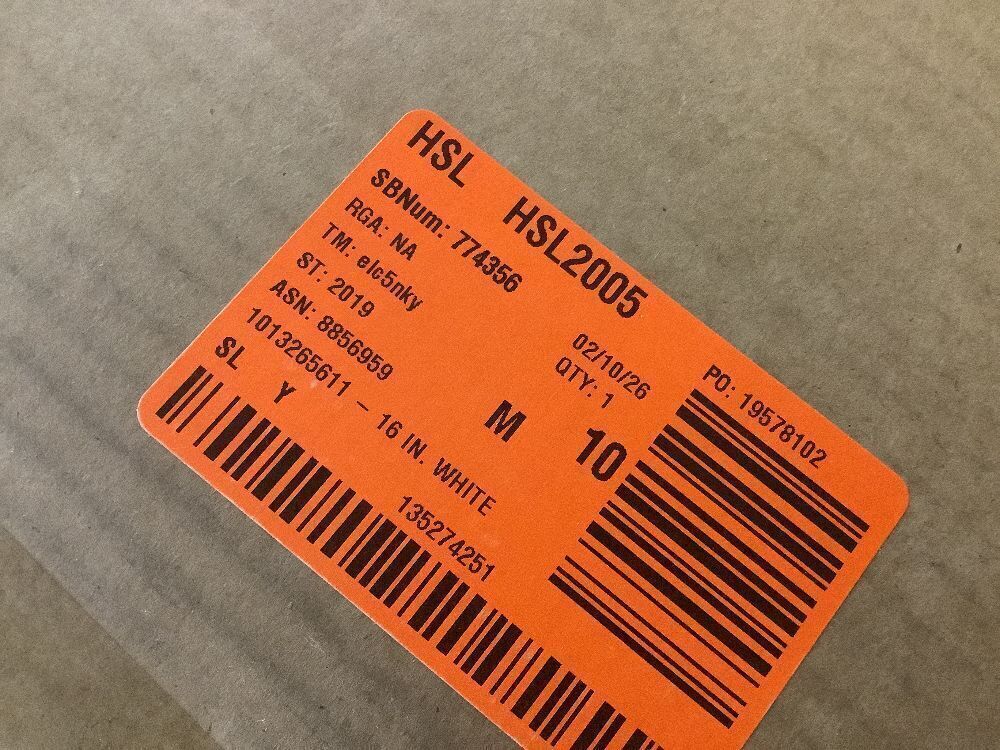 HSL HSL2005
SBNum: 774356
RGA: NA
TM: elc5nky
ST: 2019
ASN: 8856959
1013265611 - 16 IN. WHITE
SL Y
02/10/26
QTY: 1
M 10
135274251
PO: 19578102